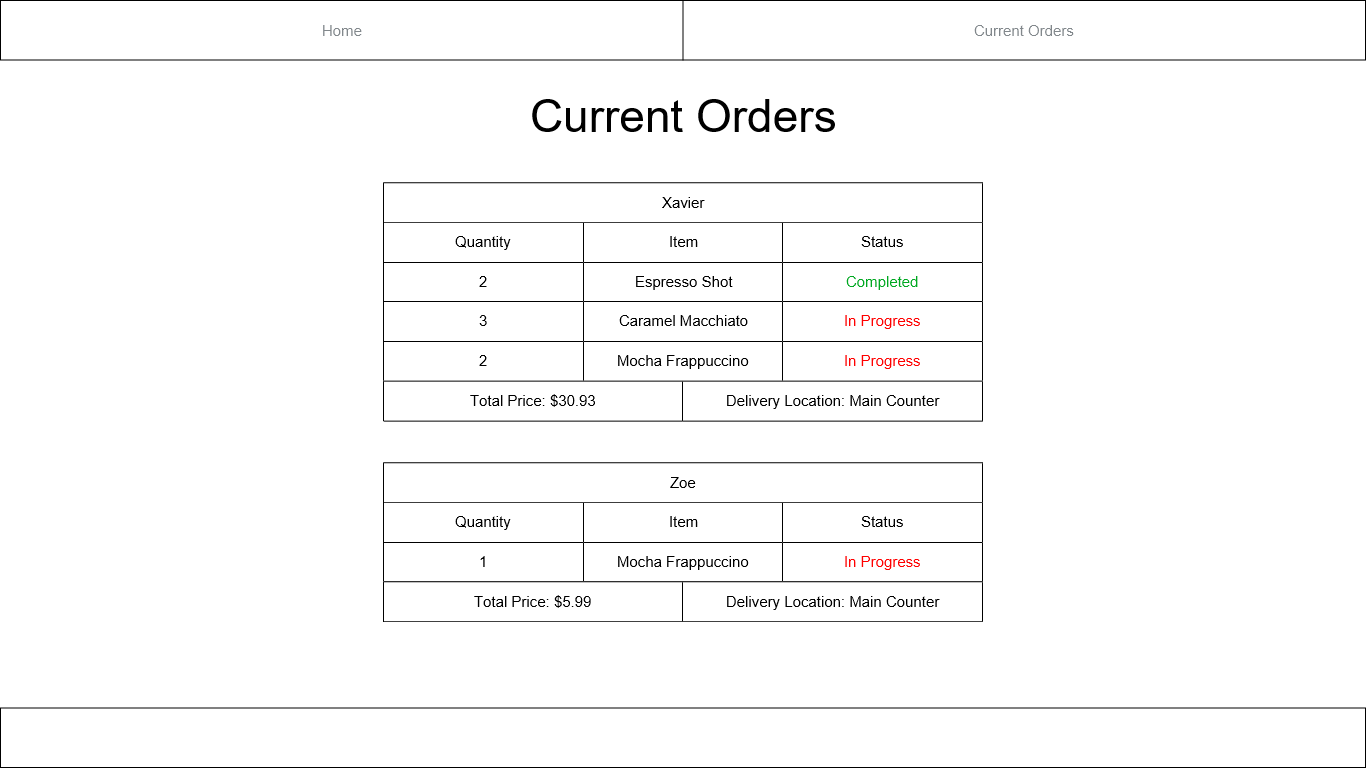 Home Current Orders
Current Orders
Xavier
Quantity Item Status
2 Espresso Shot Completed
3 Caramel Macchiato In Progress
2 Mocha Frappuccino In Progress
Total Price: $30.93 Delivery Location: Main Counter
Zoe
Quantity Item Status
1 Mocha Frappuccino In Progress
Total Price: $5.99 Delivery Location: Main Counter